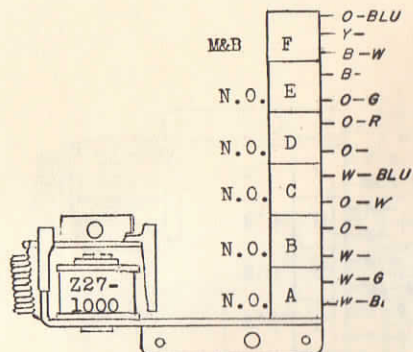 O-BLU
Y-
M&B F B-W
B-
N.O. E O-G
O-R
N.O. D O-
W-BLU
N.O. C O-W
O-
N.O. B W-
W-G
Z27-
1000
N.O. A